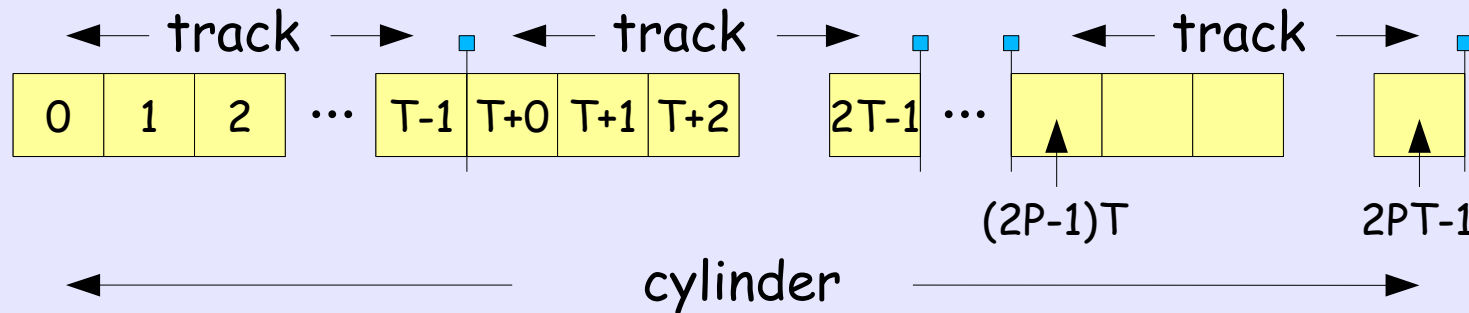 track track track
0 1 2 ... T-1 T+0 T+1 T+2 2T-1 ...
(2P-1)T 2PT-1
cylinder